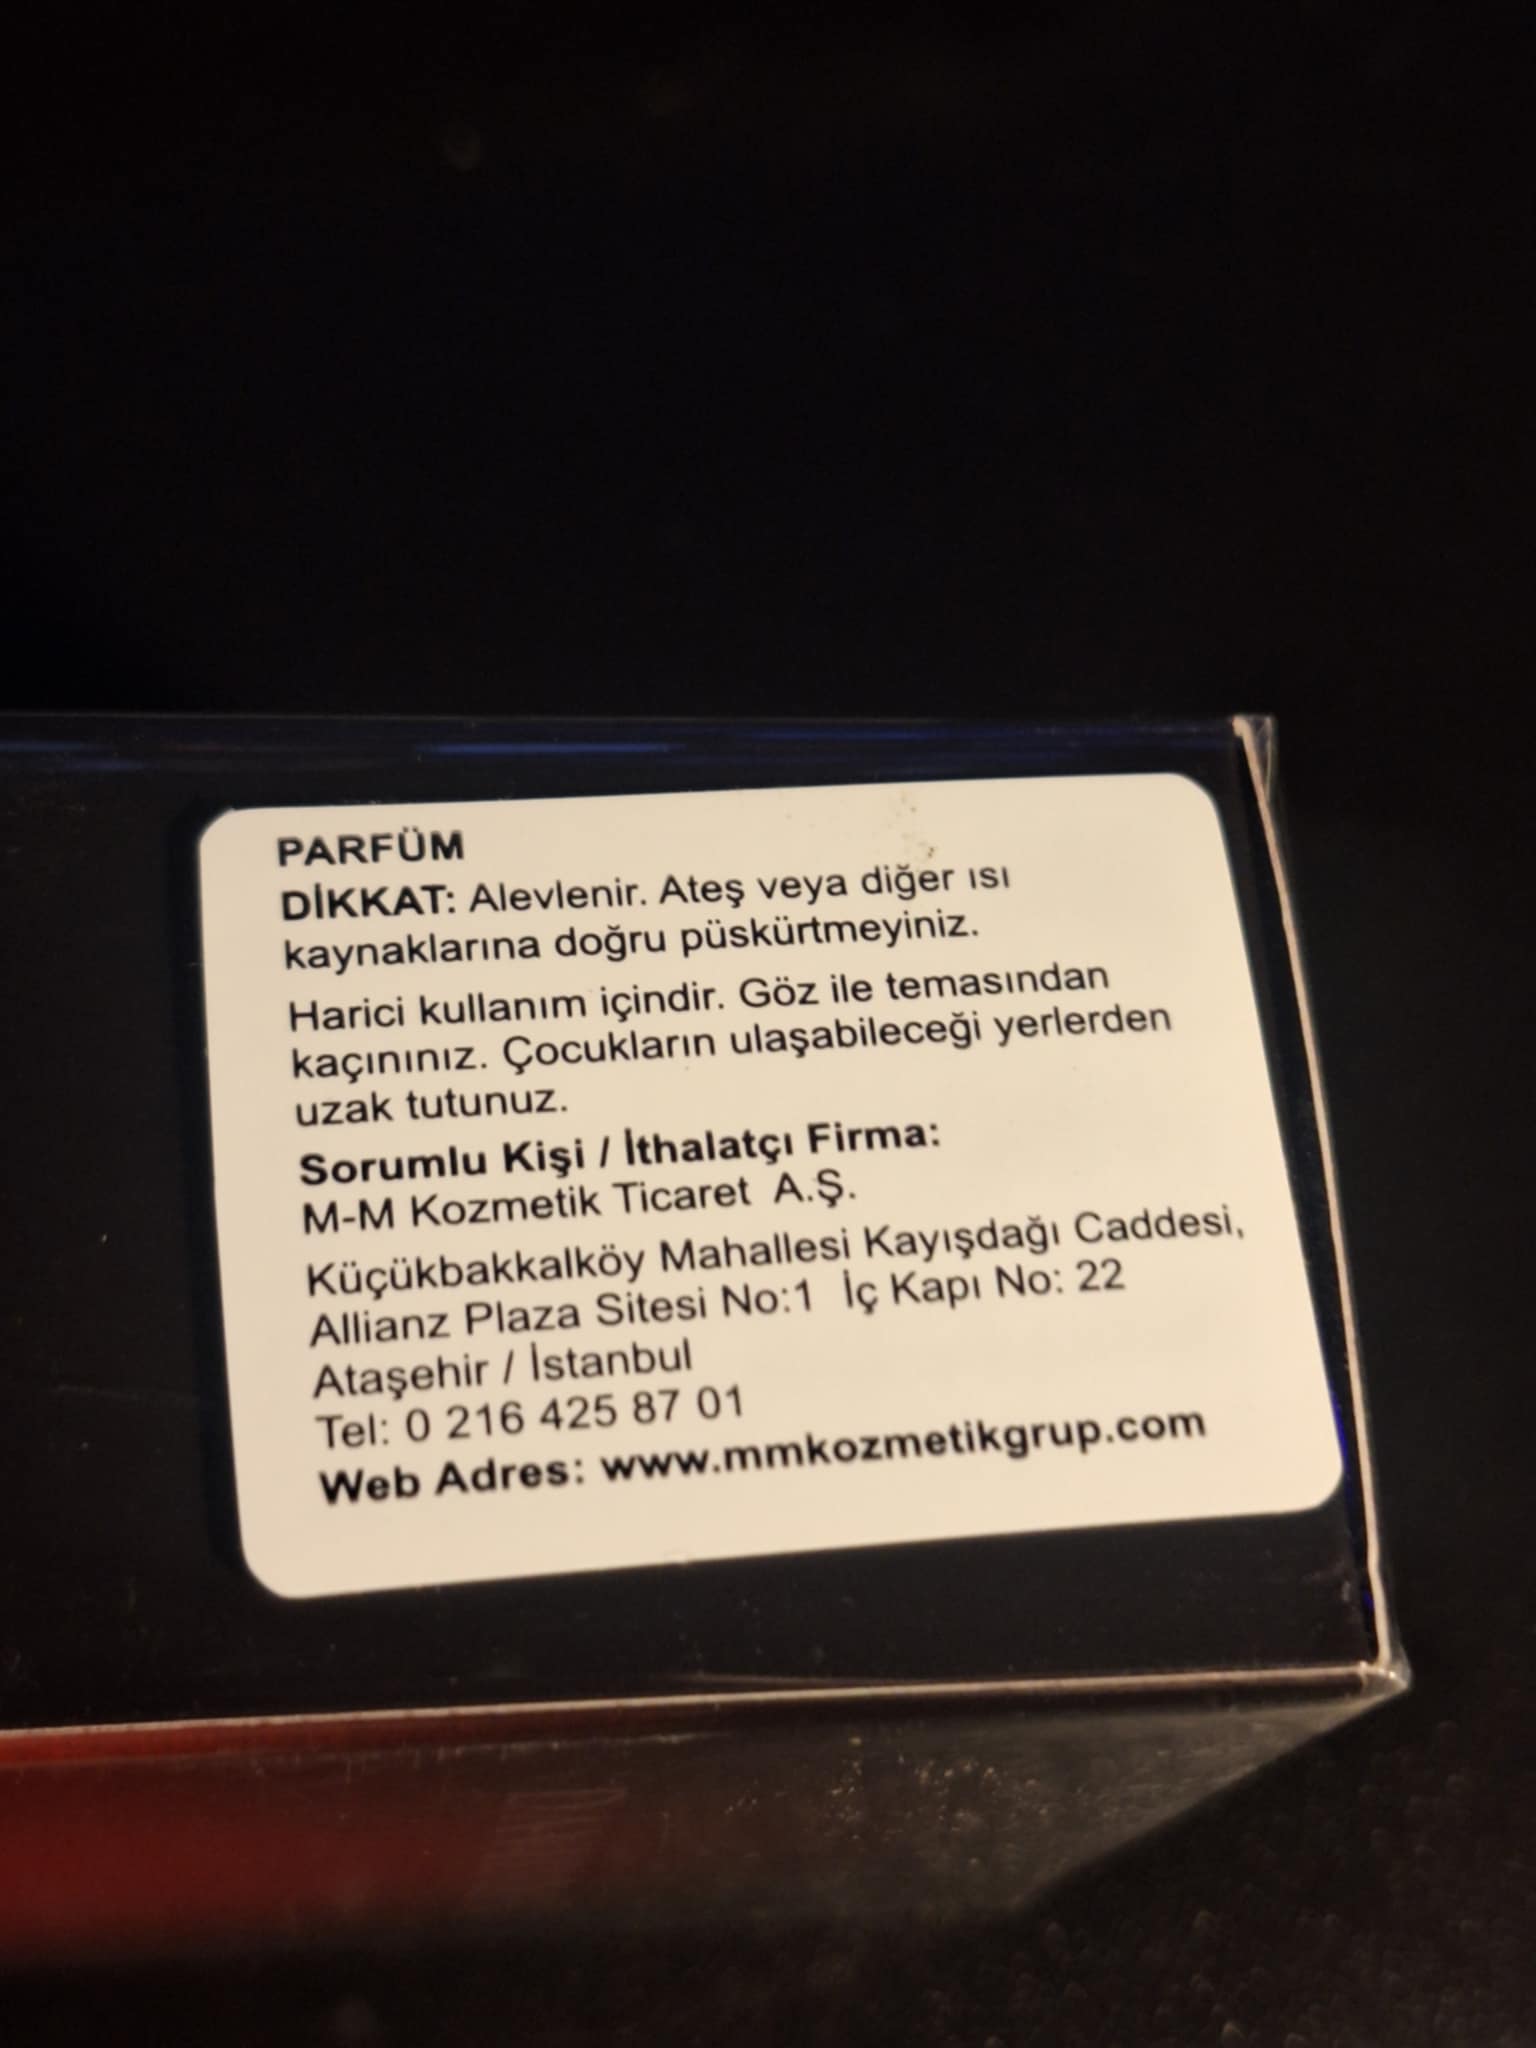 PARFÜM
DİKKAT: Alevlenir. Ateş veya diğer ısı
kaynaklarına doğru püskürtmeyiniz.
Harici kullanım içindir. Göz ile temasından
kaçınınız. Çocukların ulaşabileceği yerlerden
uzak tutunuz.
Sorumlu Kişi / İthalatçı Firma:
M-M Kozmetik Ticaret A.Ş.
Küçükbakkalköy Mahallesi Kayışdağı Caddesi,
Allianz Plaza Sitesi No:1 İç Kapı No: 22
Ataşehir / İstanbul
Tel: 0 216 425 87 01
Web Adres: www.mmkozmetikgrup.com